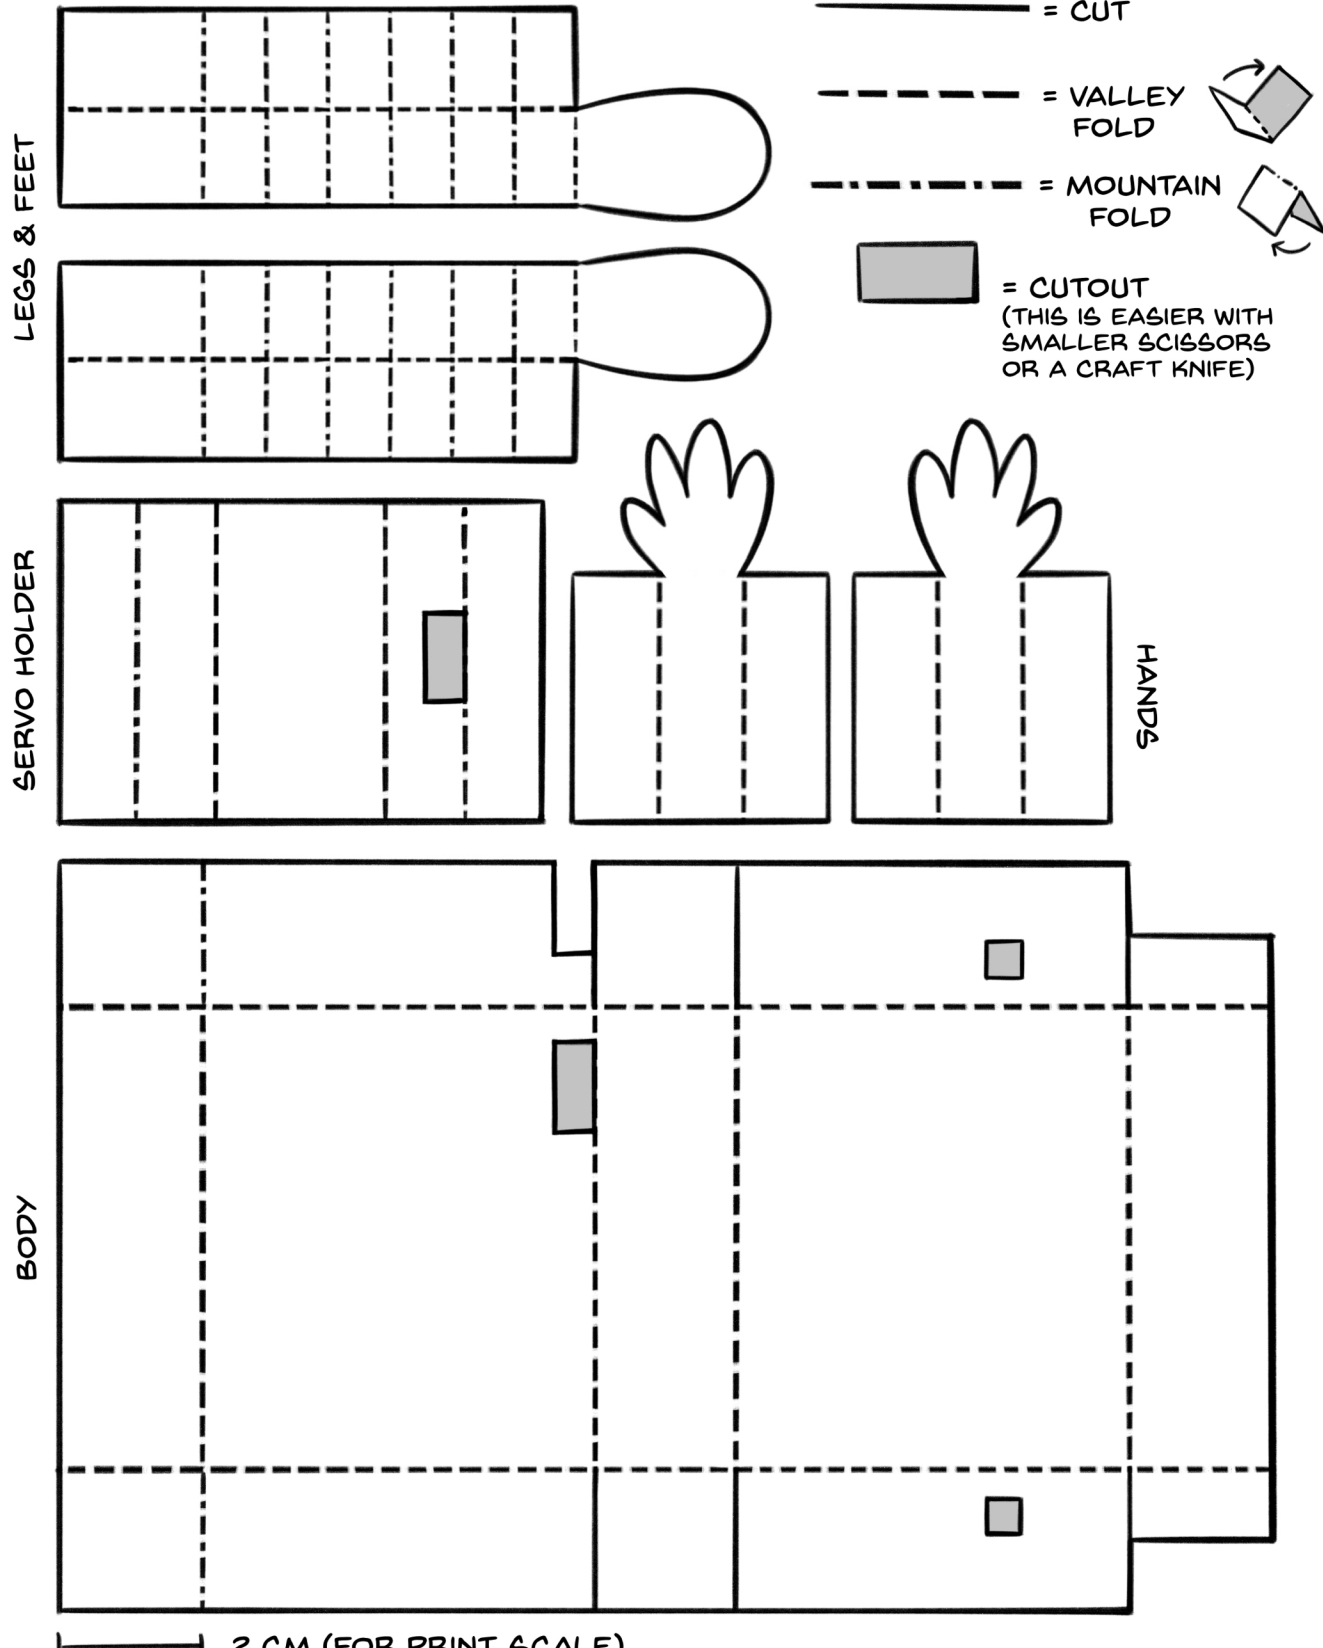 = CUT
= VALLEY
FOLD
= MOUNTAIN
FOLD
= CUTOUT
(THIS IS EASIER WITH
SMALLER SCISSORS
OR A CRAFT KNIFE)
LEGS & FEET
SERVO HOLDER
HANDS
BODY
2 CM (FOR PRINT SCALE)